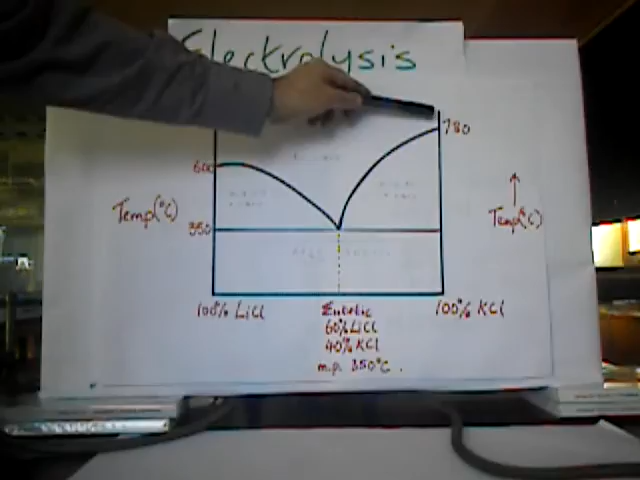 Electrolysis
780
600
Temp(°C)
Temp(°C)
350
100% LiCl
Eutectic
100% KCl
60% LiCl
40% KCl
m.p. 350°C.